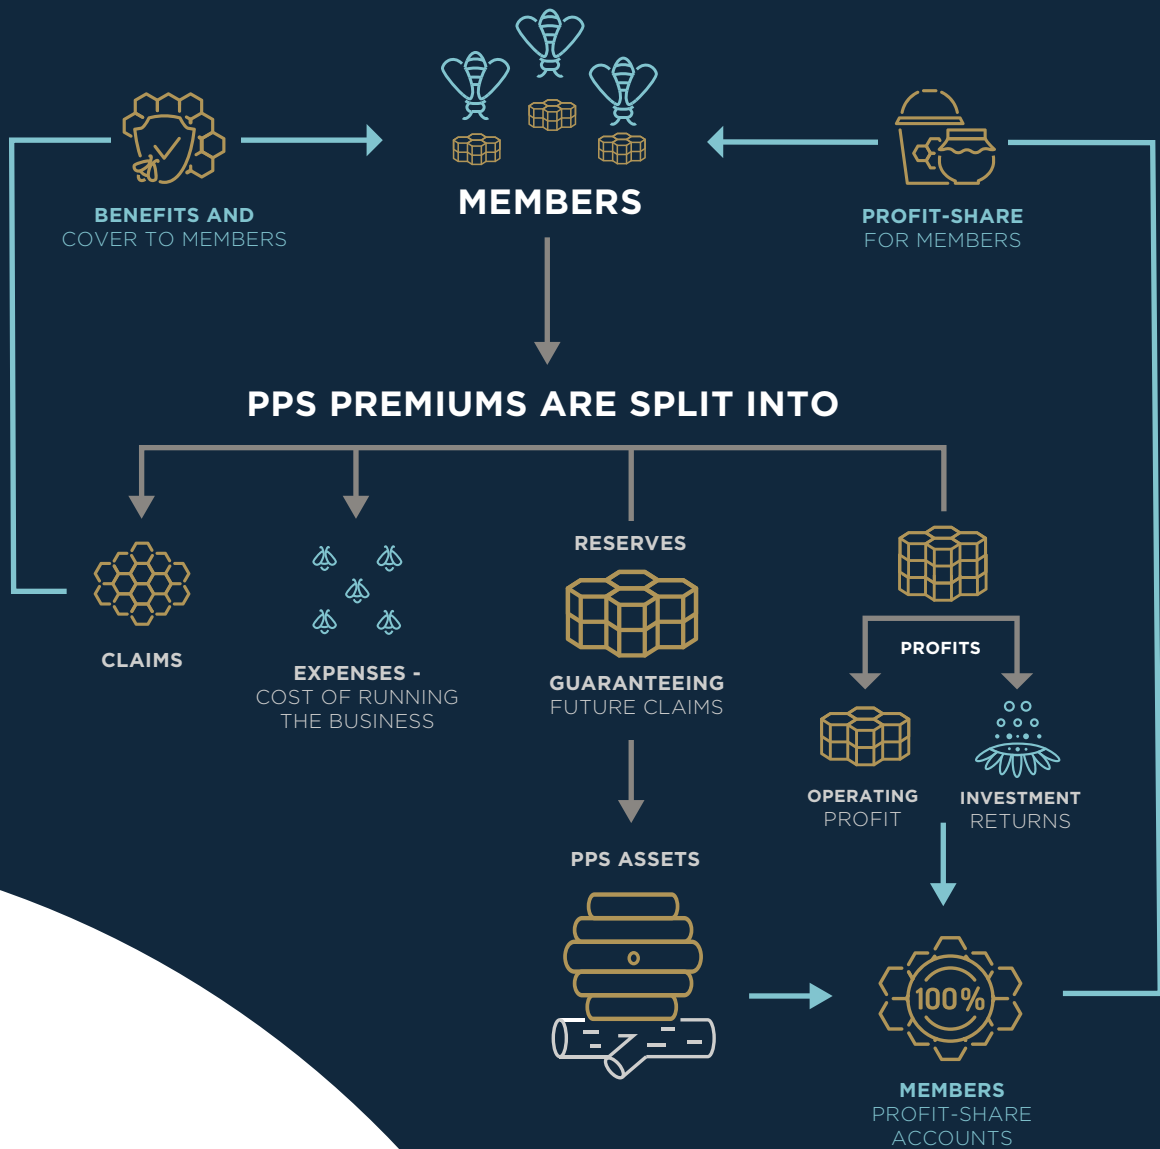 MEMBERS
BENEFITS AND
COVER TO MEMBERS
PROFIT-SHARE
FOR MEMBERS
PPS PREMIUMS ARE SPLIT INTO
CLAIMS
EXPENSES -
COST OF RUNNING
THE BUSINESS
RESERVES
GUARANTEEING
FUTURE CLAIMS
PROFITS
OPERATING
PROFIT
INVESTMENT
RETURNS
PPS ASSETS
100%
MEMBERS
PROFIT-SHARE
ACCOUNTS